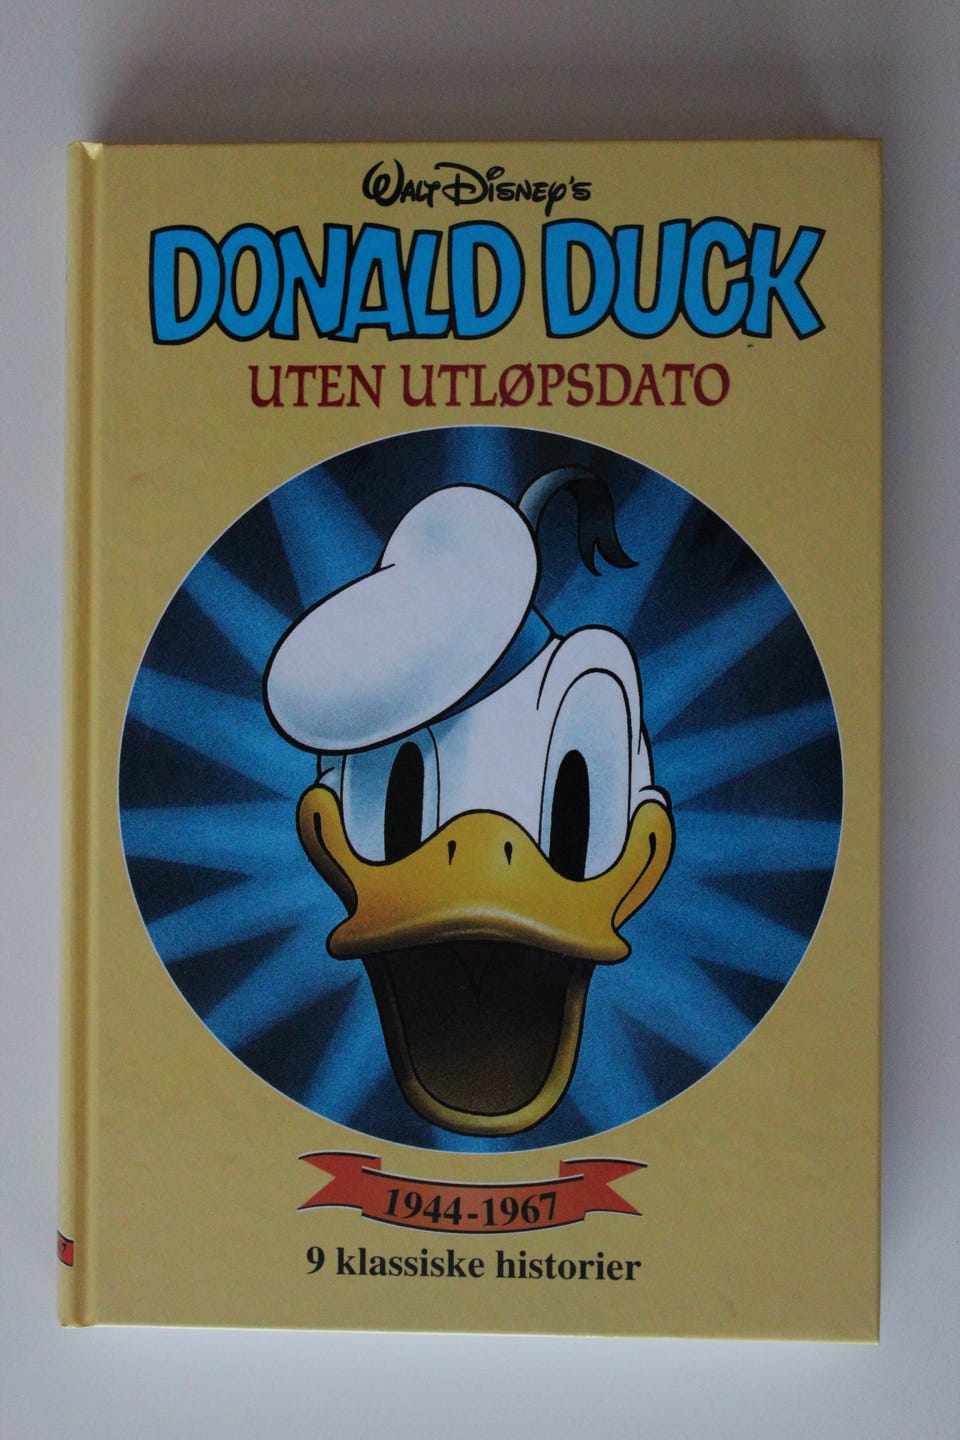 WALT DISNEY'S
DONALD DUCK
UTEN UTLØPSDATO
1944-1967
9 klassiske historier